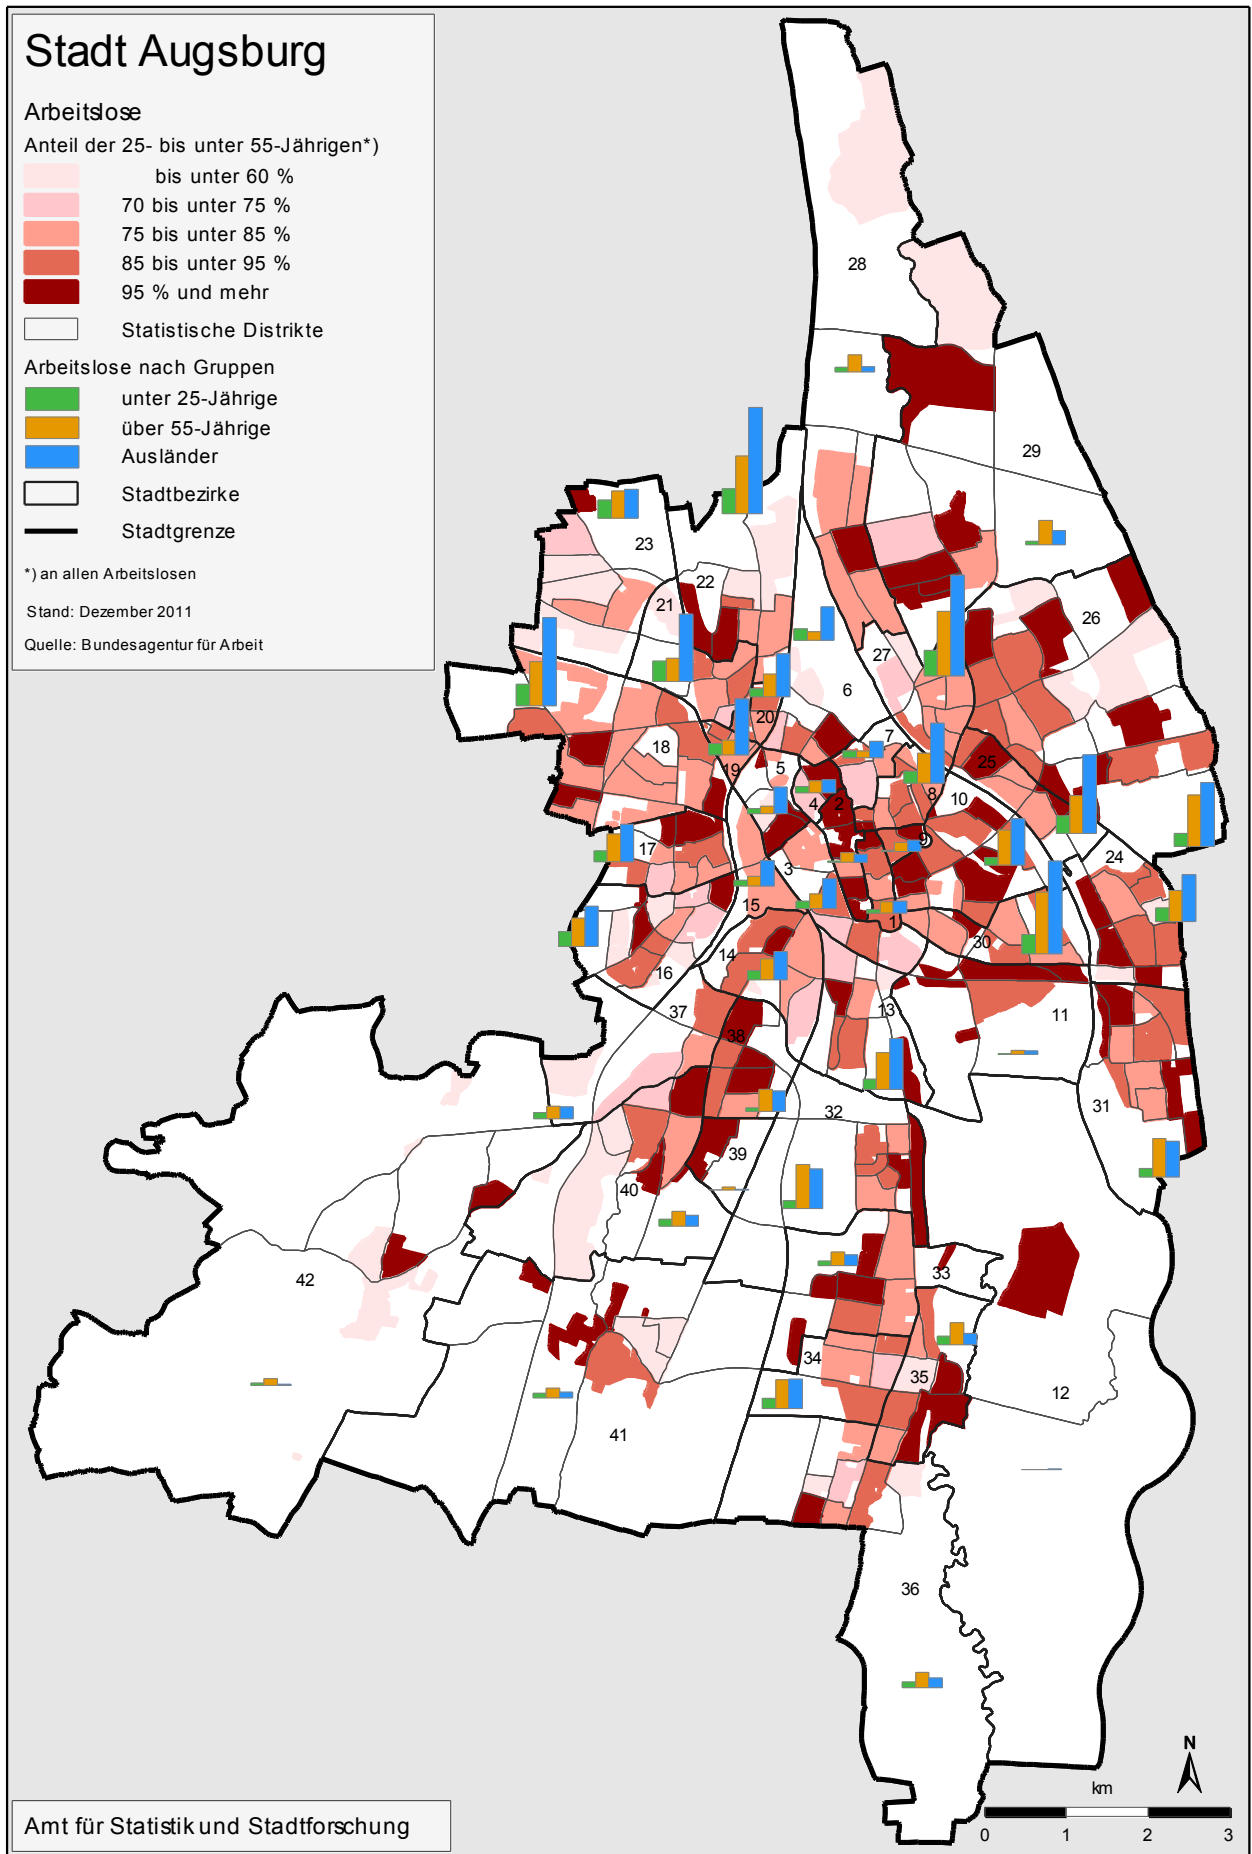 Stadt Augsburg
Arbeitslose
Anteil der 25- bis unter 55-Jährigen*)
bis unter 60 %
70 bis unter 75 %
75 bis unter 85 %
85 bis unter 95 %
95 % und mehr
Statistische Distrikte
Arbeitslose nach Gruppen
unter 25-Jährige
über 55-Jährige
Ausländer
Stadtbezirke
Stadtgrenze
*) an allen Arbeitslosen
Stand: Dezember 2011
Quelle: Bundesagentur für Arbeit
28
29
23
22
21
26
27
6
20
7
18
19
5
25
8
10
4
2
9
17
3
24
15
1
30
14
16
37
13
11
38
31
32
39
40
33
42
34
35
12
41
36
N
km
0 1 2 3
Amt für Statistik und Stadtforschung